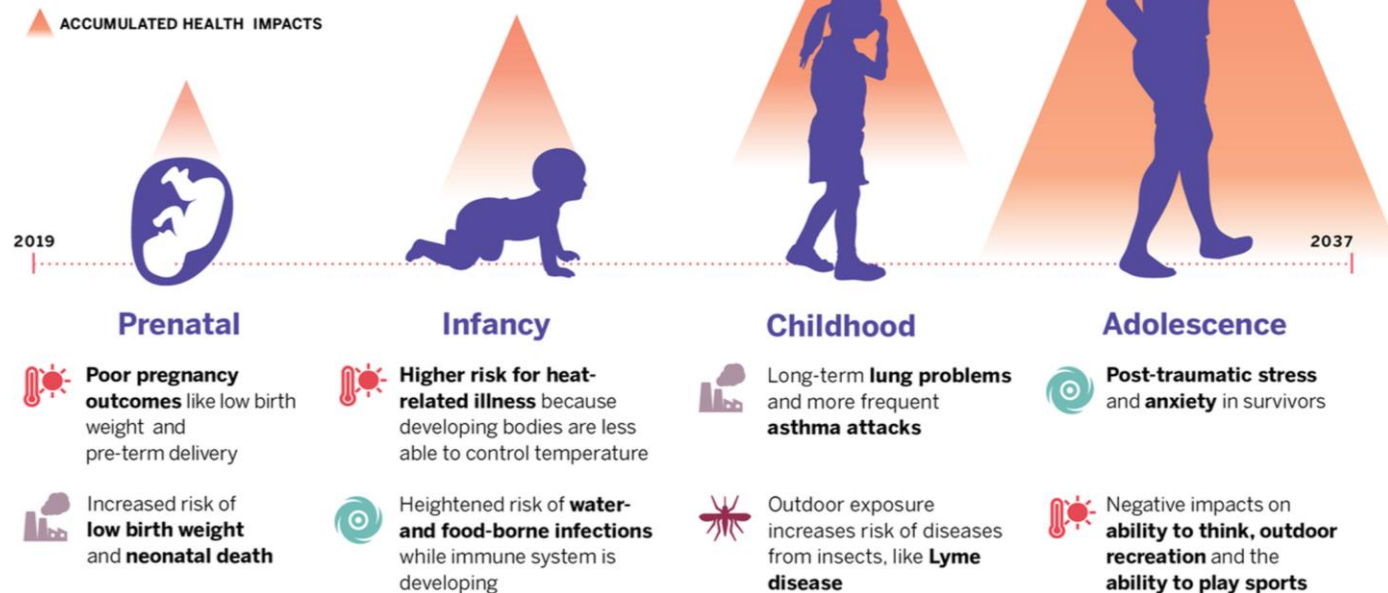 ACCUMULATED HEALTH IMPACTS
2019
2037
Prenatal
Poor pregnancy
outcomes like low birth
weight and
pre-term delivery
Increased risk of
low birth weight
and neonatal death
Infancy
Higher risk for heat-
related illness because
developing bodies are less
able to control temperature
Heightened risk of water-
and food-borne infections
while immune system is
developing
Childhood
Long-term lung problems
and more frequent
asthma attacks
Outdoor exposure
increases risk of diseases
from insects, like Lyme
disease
Adolescence
Post-traumatic stress
and anxiety in survivors
Negative impacts on
ability to think, outdoor
recreation and the
ability to play sports